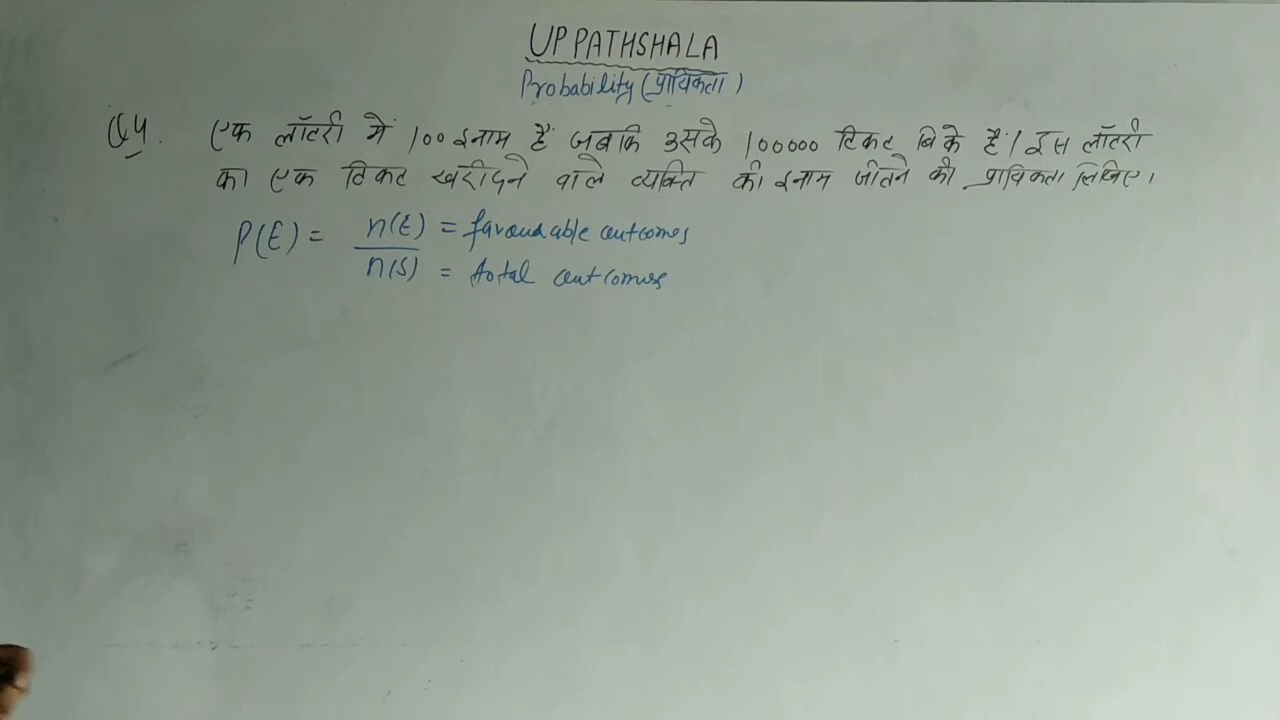 UP PATHSHALA
Probability (प्रायिकता)
Q4. एक लॉटरी में 100 इनाम हैं जबकि उसके 100000 टिकट बिके हैं। इस लॉटरी
का एक टिकट खरीदने वाले व्यक्ति की इनाम जीतने की प्रायिकता लिखिए।
P(E) = n(E) = favourable outcomes
n(S) = total outcomes